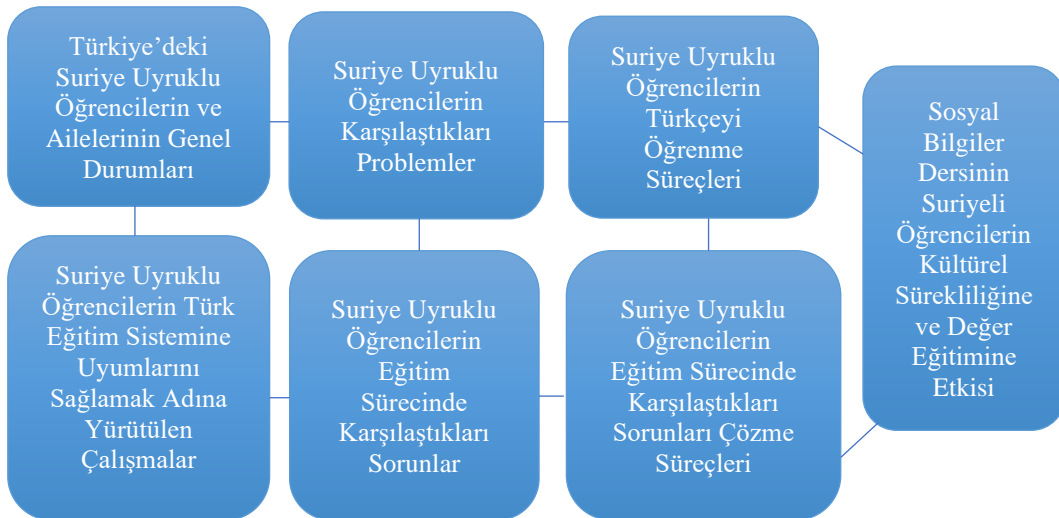 Türkiye’deki
Suriye Uyruklu
Öğrencilerin ve
Ailelerinin Genel
Durumları
Suriye Uyruklu
Öğrencilerin
Karşılaştıkları
Problemler
Suriye Uyruklu
Öğrencilerin
Türkçeyi
Öğrenme
Süreçleri
Sosyal
Bilgiler
Dersinin
Suriyeli
Öğrencilerin
Kültürel
Sürekliliğine
ve Değer
Eğitimine
Etkisi
Suriye Uyruklu
Öğrencilerin Türk
Eğitim Sistemine
Uyumlarını
Sağlamak Adına
Yürütülen
Çalışmalar
Suriye Uyruklu
Öğrencilerin
Eğitim
Sürecinde
Karşılaştıkları
Sorunlar
Suriye Uyruklu
Öğrencilerin
Eğitim Sürecinde
Karşılaştıkları
Sorunları Çözme
Süreçleri